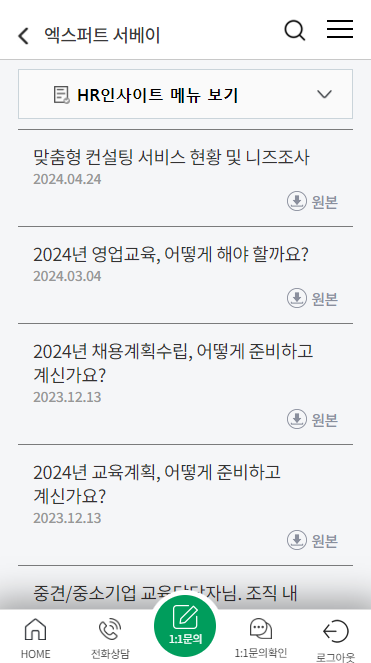 엑스퍼트 서베이
HR인사이트 메뉴 보기
맞춤형 컨설팅 서비스 현황 및 니즈조사
2024.04.24
원본
2024년 영업교육, 어떻게 해야 할까요?
2024.03.04
원본
2024년 채용계획수립, 어떻게 준비하고
계신가요?
2023.12.13
원본
2024년 교육계획, 어떻게 준비하고
계신가요?
2023.12.13
원본
중견/중소기업 교육담당자님. 조직 내
HOME
전화상담
1:1문의
1:1문의확인
로그아웃